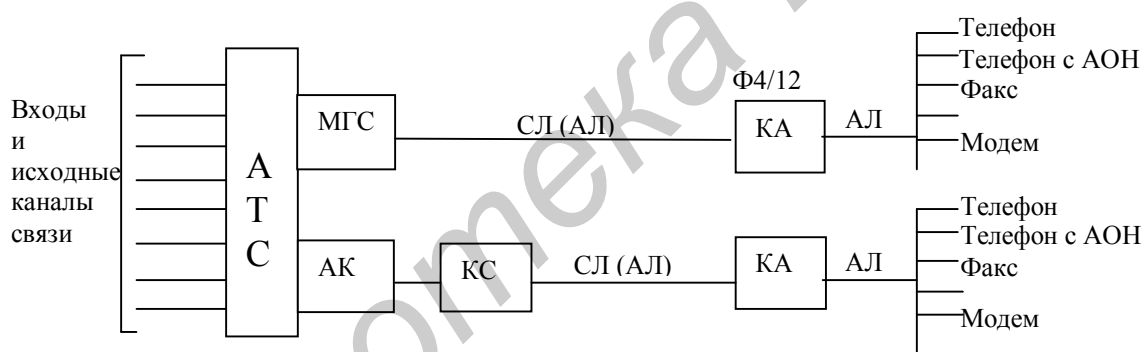 Входы
и
исходные
каналы
связи
А
Т
С
МГС
СЛ (АЛ)
Ф4/12
КА
АЛ
Телефон
Телефон с АОН
Факс
Модем
АК
КС
СЛ (АЛ)
КА
АЛ
Телефон
Телефон с АОН
Факс
Модем
отека